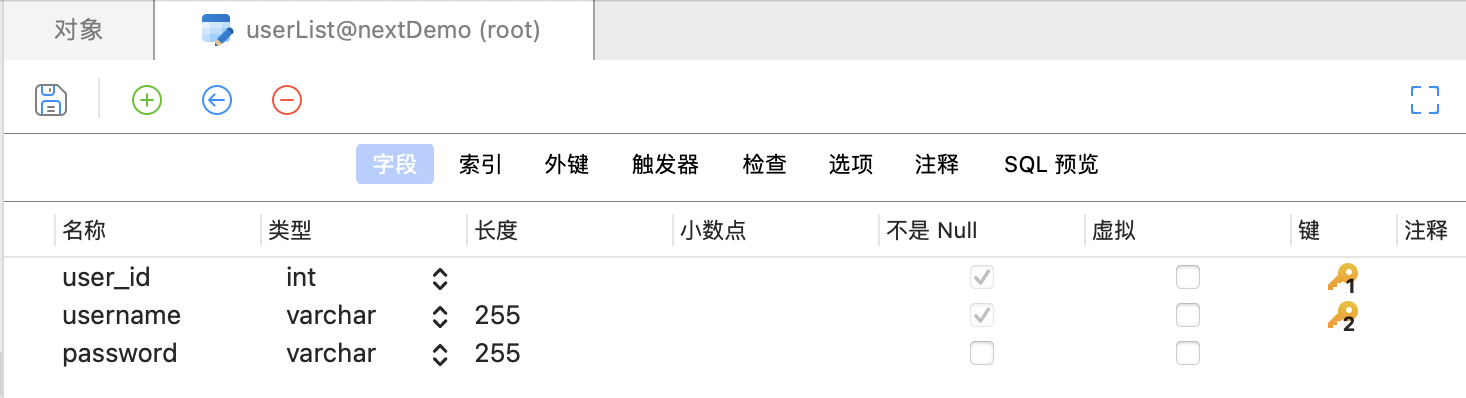 对象 userList@nextDemo (root)
字段 索引 外键 触发器 检查 选项 注释 SQL 预览
名称 类型 长度 小数点 不是 Null 虚拟 键 注释
user_id int 1
username varchar 255 2
password varchar 255